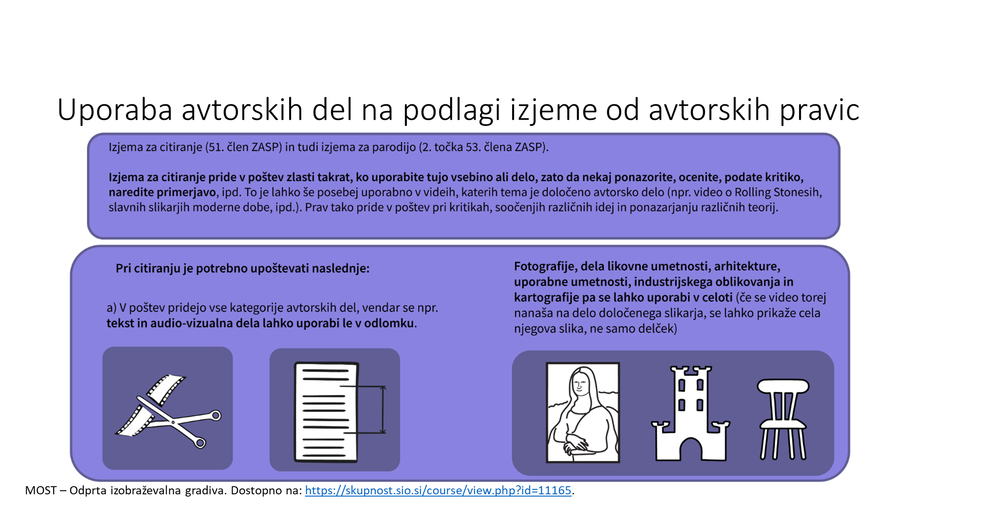 Uporaba avtorskih del na podlagi izjeme od avtorskih pravic
Izjema za citiranje (51. člen ZASP) in tudi izjema za parodijo (2. točka 53. člena ZASP).
Izjema za citiranje pride v poštev zlasti takrat, ko uporabite tujo vsebino ali delo, zato da nekaj ponazorite, ocenite, podate kritiko,
naredite primerjavo, ipd. To je lahko še posebej uporabno v videih, katerih tema je določeno avtorsko delo (npr. video o Rolling Stonesih,
slavnih slikarjih moderne dobe, ipd.). Prav tako pride v poštev pri kritikah, soočenjih različnih idej in ponazarjanju različnih teorij.
Pri citiranju je potrebno upoštevati naslednje:
a) V poštev pridejo vse kategorije avtorskih del, vendar se npr.
tekst in audio-vizualna dela lahko uporabi le v odlomku.
Fotografije, dela likovne umetnosti, arhitekture,
uporabne umetnosti, industrijskega oblikovanja in
kartografije pa se lahko uporabi v celoti (če se video torej
nanaša na delo določenega slikarja, se lahko prikaže cela
njegova slika, ne samo delček)
MOST – Odprta izobraževalna gradiva. Dostopno na: https://skupnost.sio.si/course/view.php?id=11165.